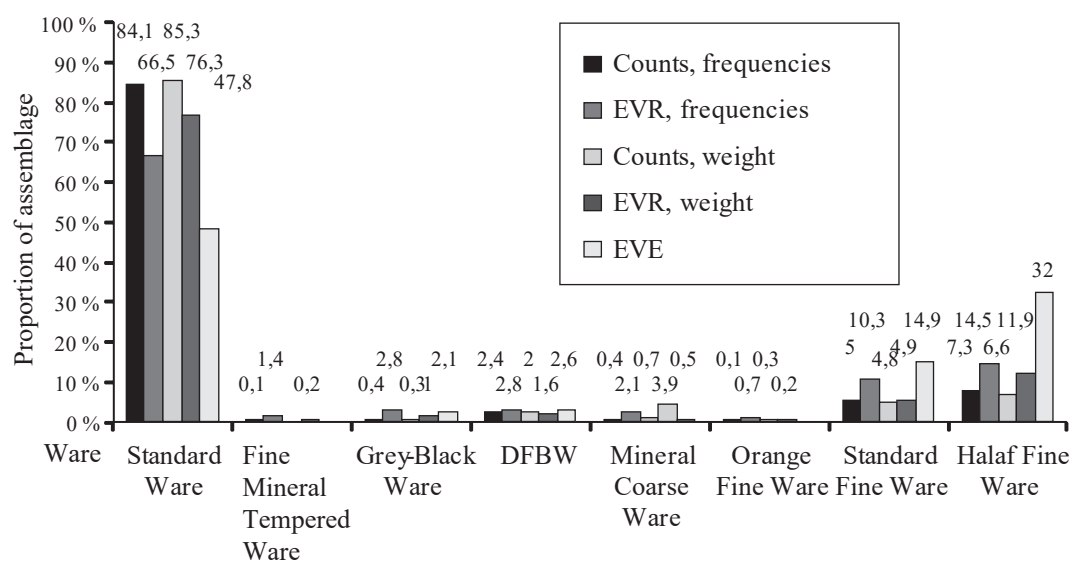 100 %
90 %
80 %
70 %
60 %
50 %
40 %
30 %
20 %
10 %
0 %
Proportion of assemblage
84,1 85,3
66,5 76,3
47,8
Counts, frequencies
EVR, frequencies
Counts, weight
EVR, weight
EVE
1,4
0,1 0,2
2,8 2,1
0,4 0,3 1
2,4 2 2,6
2,8 1,6
0,4 0,7 0,5
2,1 3,9
0,1 0,3
0,7 0,2
10,3 14,9
5 4,8 4,9
32
14,5 11,9
7,3 6,6
Ware
Standard
Ware
Fine
Mineral
Tempered
Ware
Grey-Black
Ware
DFBW
Mineral
Coarse
Ware
Orange
Fine Ware
Standard
Fine Ware
Halaf Fine
Ware